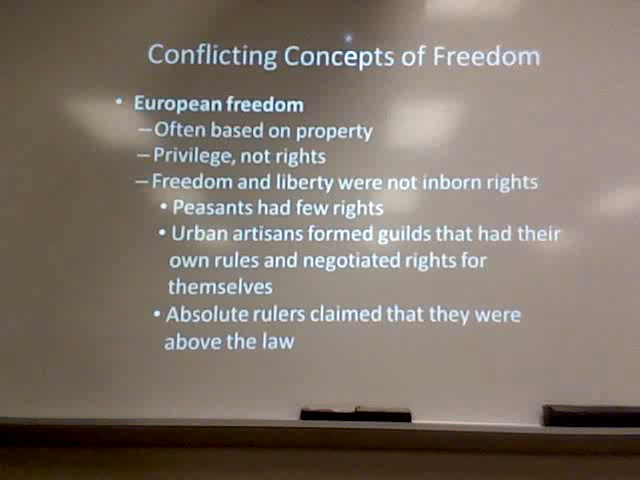 Conflicting Concepts of Freedom
• European freedom
–Often based on property
–Privilege, not rights
–Freedom and liberty were not inborn rights
• Peasants had few rights
• Urban artisans formed guilds that had their
own rules and negotiated rights for
themselves
• Absolute rulers claimed that they were
above the law